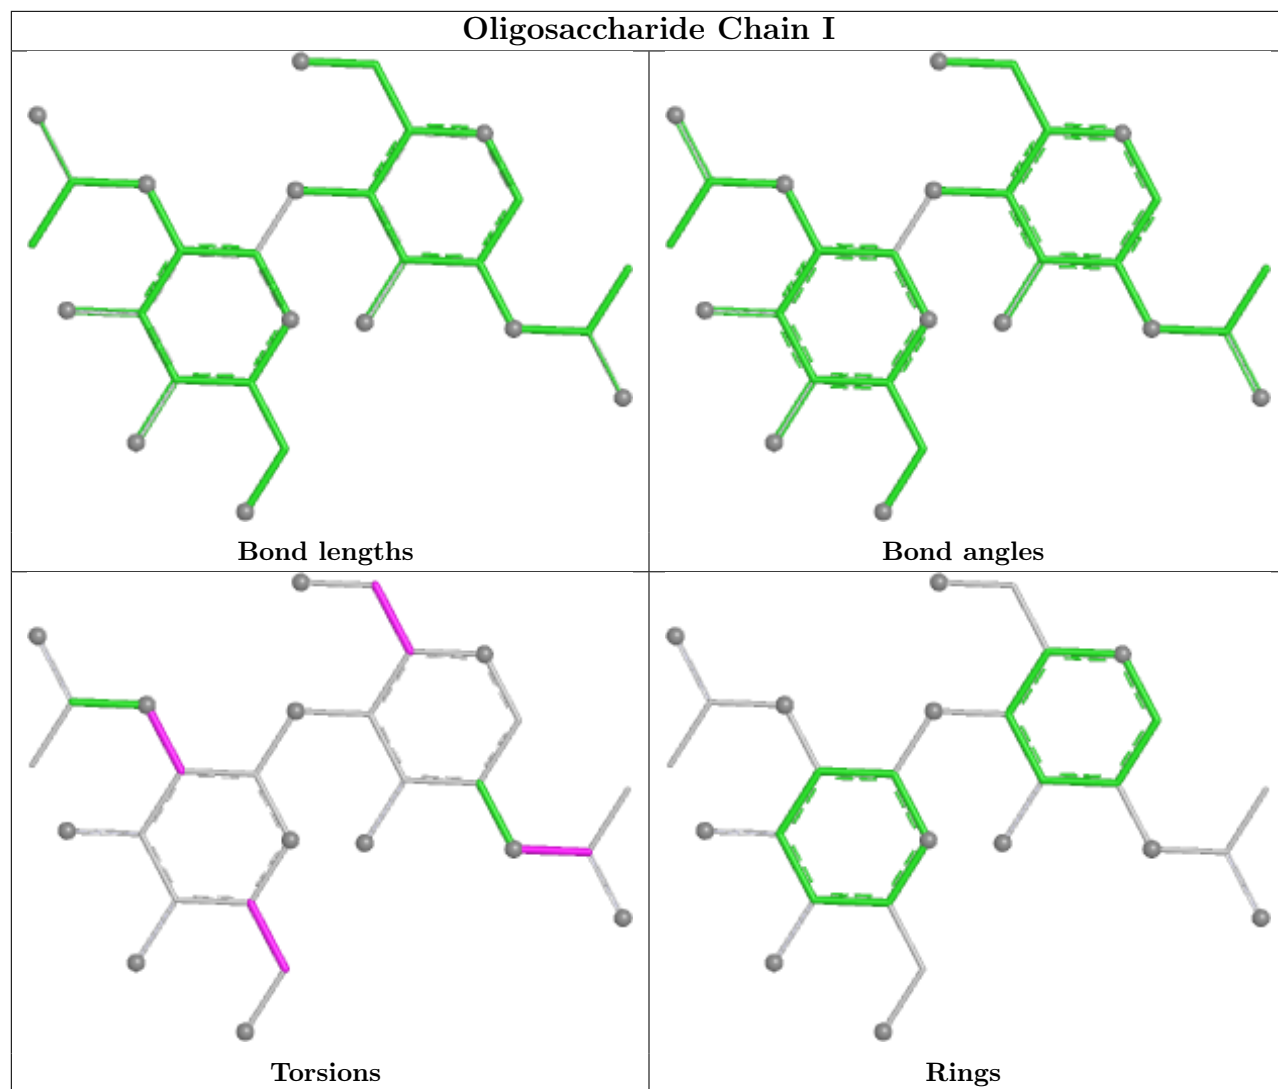 Oligosaccharide Chain I
Bond lengths
Bond angles
Torsions
Rings